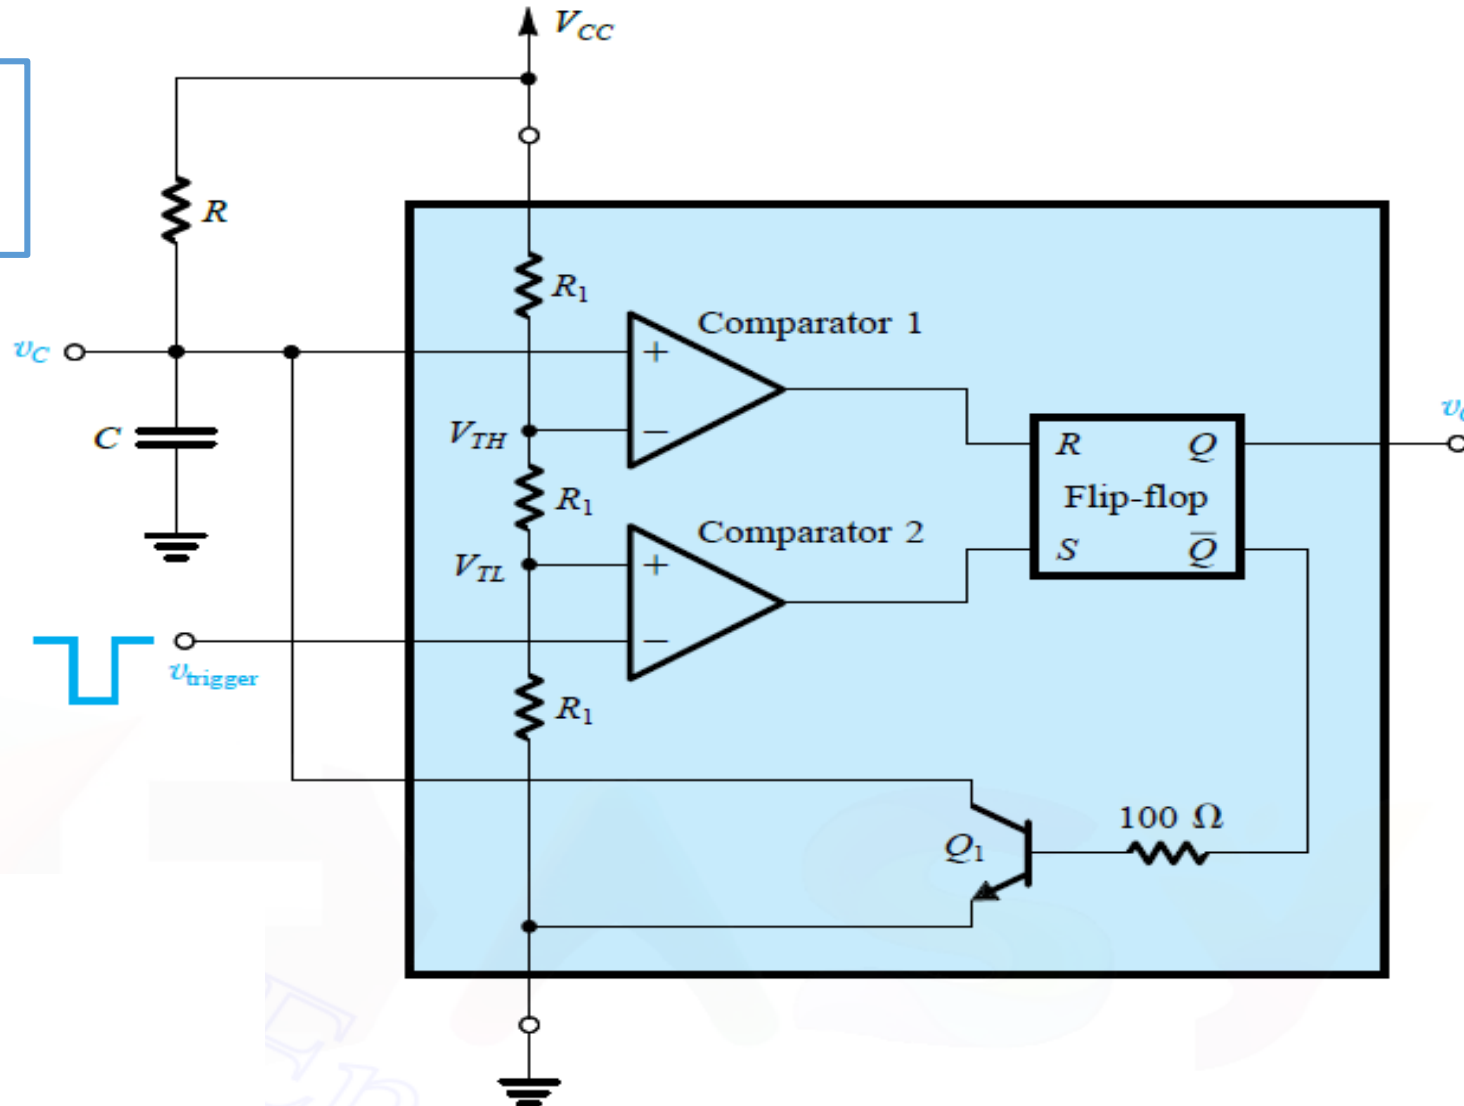 V_CC
R
R_1
Comparator 1
v_C
+
−
V_TH
C
R Q
Flip-flop
S Q̅
R_1
Comparator 2
V_TL
+
−
v_trigger
R_1
100 Ω
Q_1